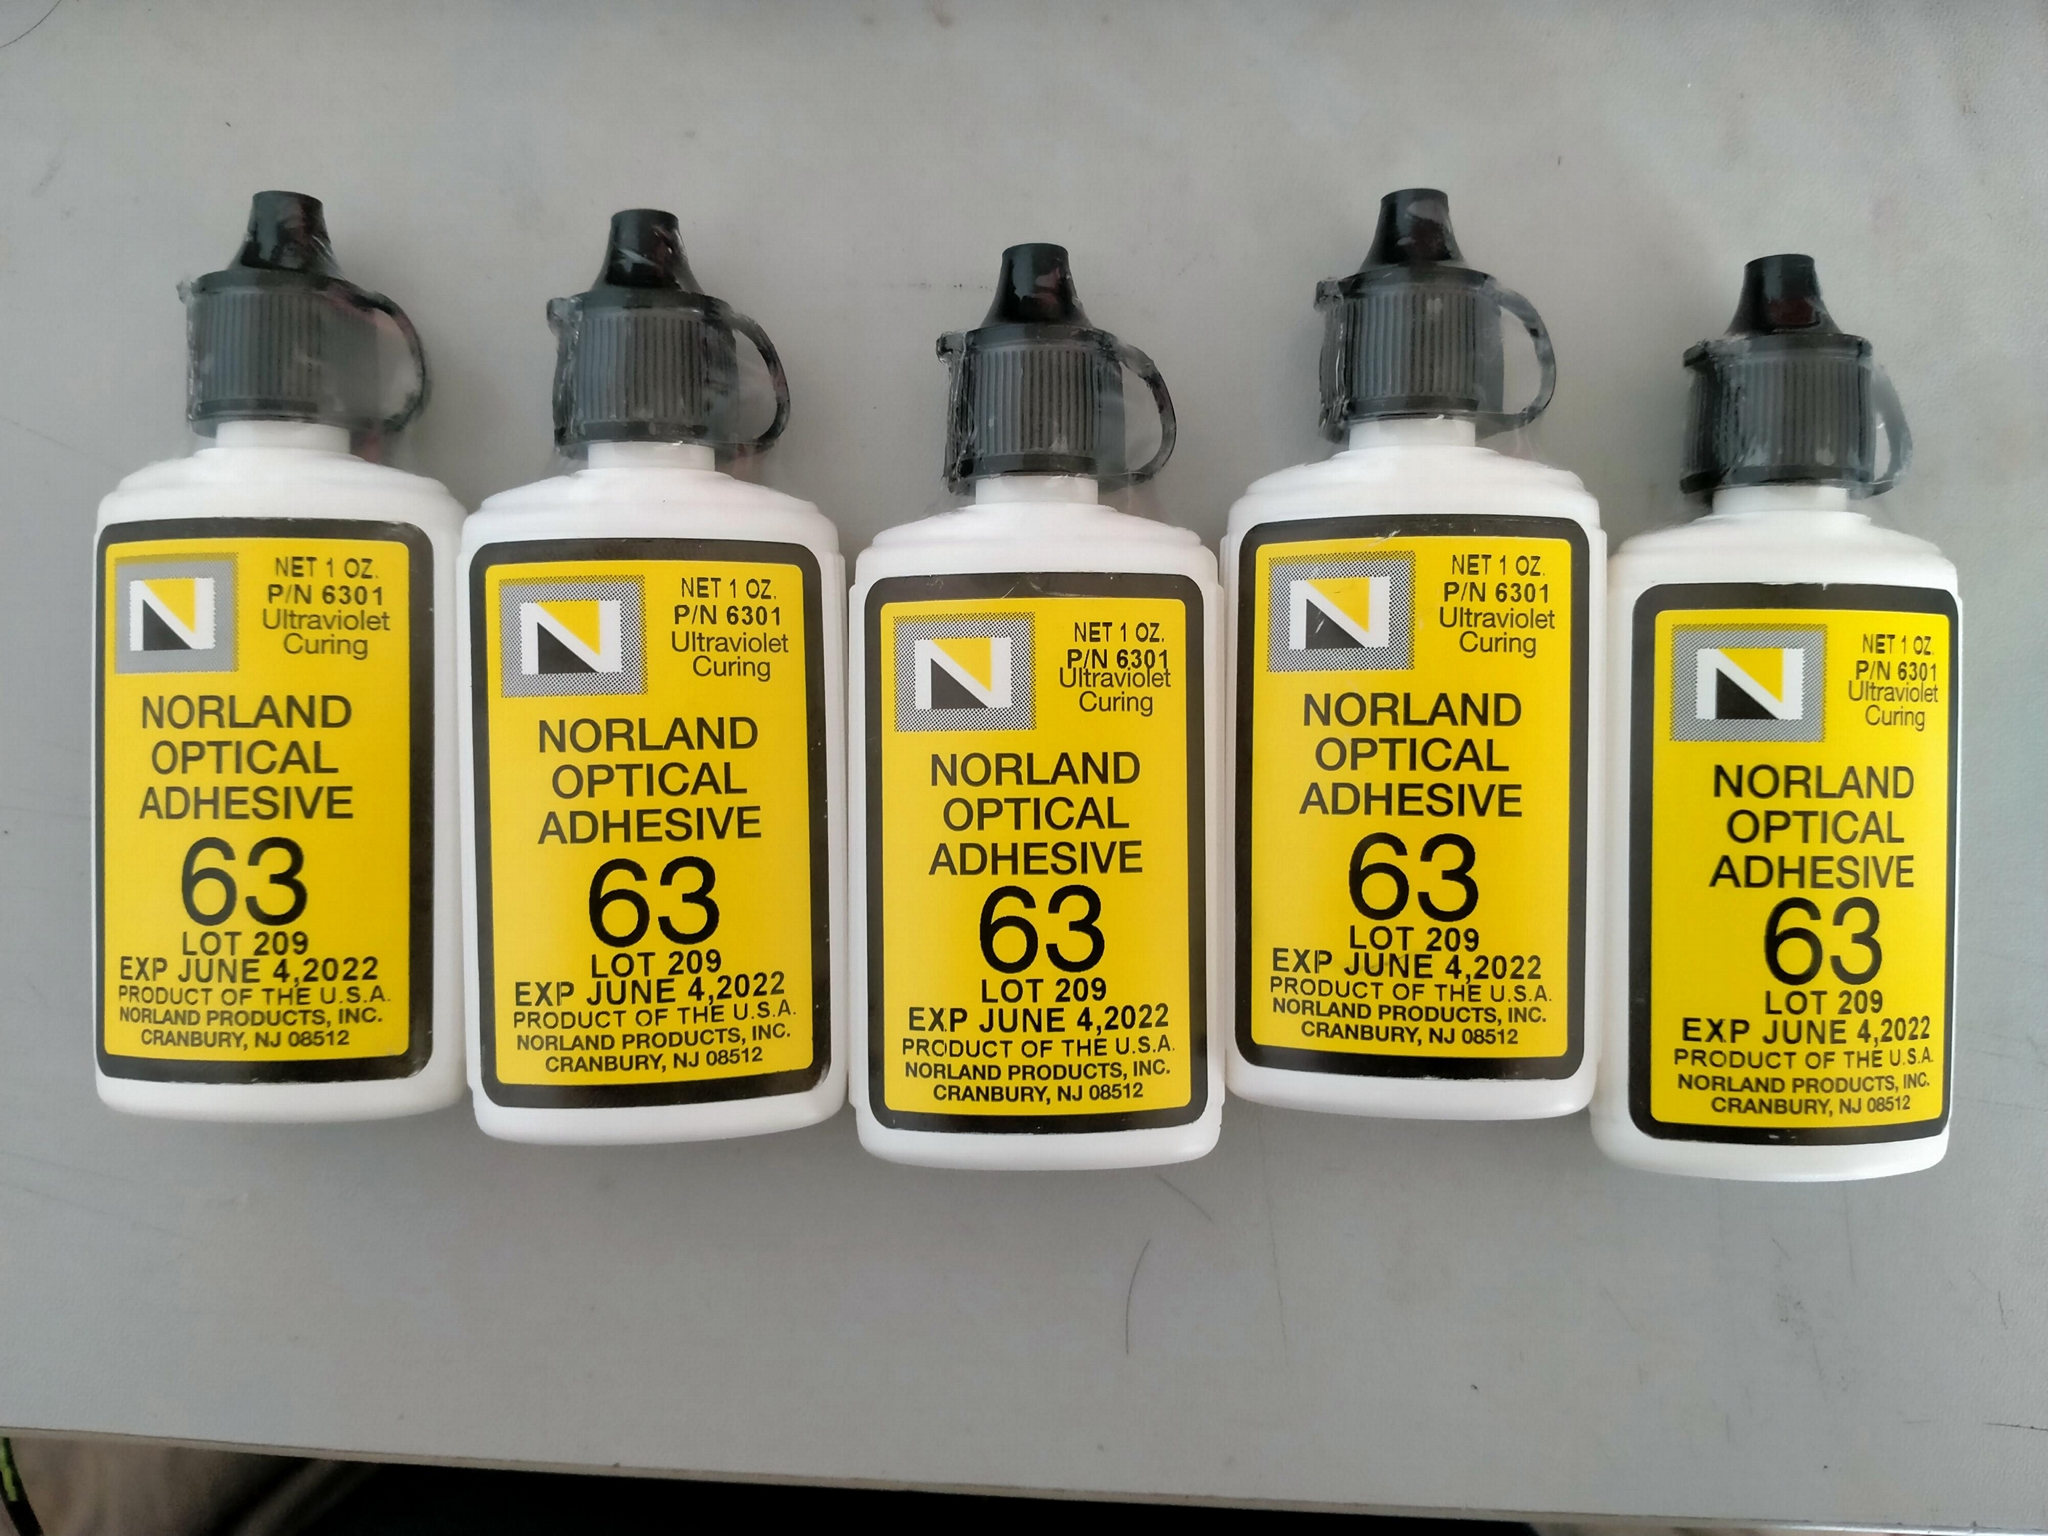 NET 1 OZ.
P/N 6301
Ultraviolet
Curing
NORLAND
OPTICAL
ADHESIVE
63
LOT 209
EXP JUNE 4,2022
PRODUCT OF THE U.S.A.
NORLAND PRODUCTS, INC.
CRANBURY, NJ 08512
NET 1 OZ.
P/N 6301
Ultraviolet
Curing
NORLAND
OPTICAL
ADHESIVE
63
LOT 209
EXP JUNE 4,2022
PRODUCT OF THE U.S.A.
NORLAND PRODUCTS, INC.
CRANBURY, NJ 08512
NET 1 OZ.
P/N 6301
Ultraviolet
Curing
NORLAND
OPTICAL
ADHESIVE
63
LOT 209
EXP JUNE 4,2022
PRODUCT OF THE U.S.A.
NORLAND PRODUCTS, INC.
CRANBURY, NJ 08512
NET 1 OZ.
P/N 6301
Ultraviolet
Curing
NORLAND
OPTICAL
ADHESIVE
63
LOT 209
EXP JUNE 4,2022
PRODUCT OF THE U.S.A.
NORLAND PRODUCTS, INC.
CRANBURY, NJ 08512
NET 1 OZ.
P/N 6301
Ultraviolet
Curing
NORLAND
OPTICAL
ADHESIVE
63
LOT 209
EXP JUNE 4,2022
PRODUCT OF THE U.S.A.
NORLAND PRODUCTS, INC.
CRANBURY, NJ 08512